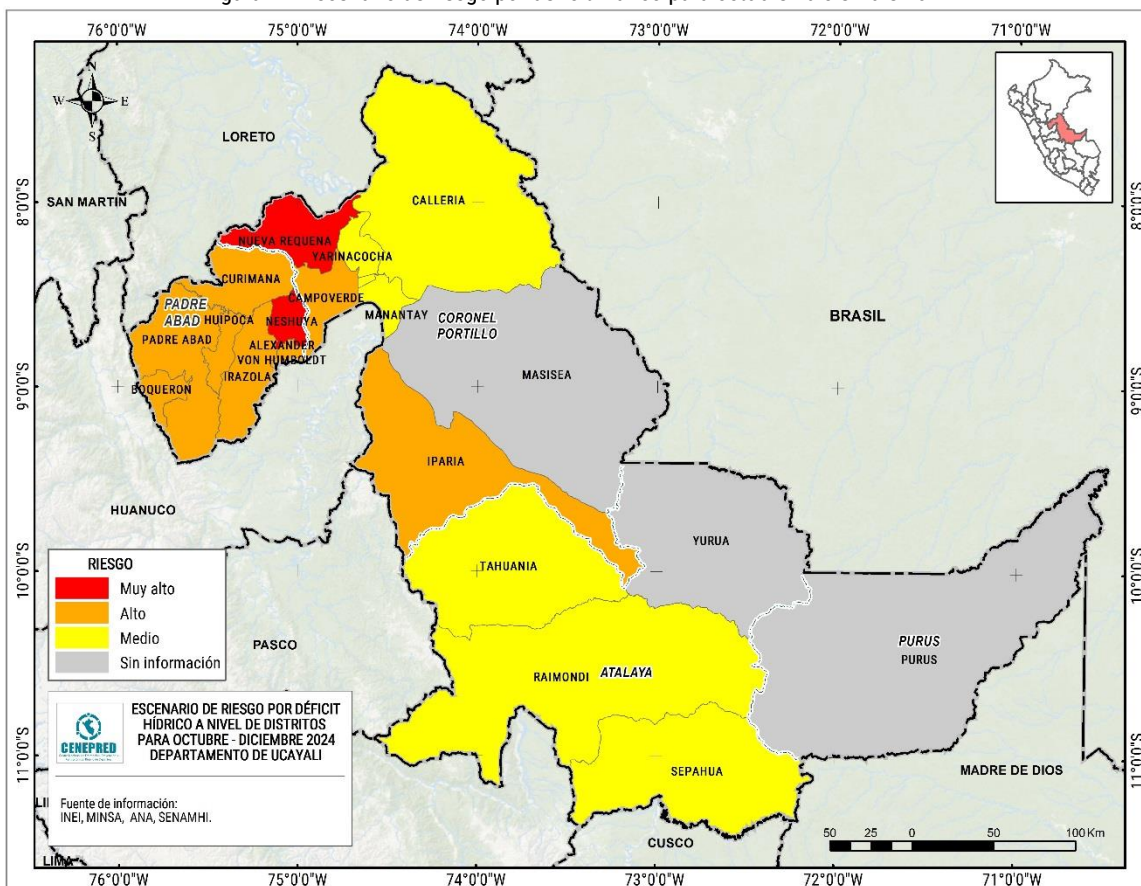 76°0'0"W 75°0'0"W 74°0'0"W 73°0'0"W 72°0'0"W 71°0'0"W
N
W E
S
LORETO
SAN MARTÍN
8°0'0"S 8°0'0"S
CALLERIA
NUEVA REQUENA
YARINACOCHA
CURIMANA
CAMPOVERDE
PADRE
ABAD
HUIPOCA
NESHUYA
MANANTAY
CORONEL
PORTILLO
BRASIL
PADRE ABAD
ALEXANDER
VON HUMBOLDT
IRAZOLA
BOQUERON
MASISEA
9°0'0"S 9°0'0"S
IPARIA
HUANUCO
YURUA
TAHUANIA
10°0'0"S 10°0'0"S
RIESGO
Muy alto
Alto
Medio
Sin información
PASCO
PURUS
PURUS
RAIMONDI
ATALAYA
CENEPRED
ESCENARIO DE RIESGO POR DÉFICIT
HÍDRICO A NIVEL DE DISTRITOS
PARA OCTUBRE - DICIEMBRE 2024
DEPARTAMENTO DE UCAYALI
Fuente de información:
INEI, MINSA, ANA, SENAMHI.
11°0'0"S 11°0'0"S
SEPAHUA
MADRE DE DIOS
CUSCO
LIMA
50 25 0 50 100 Km
76°0'0"W 75°0'0"W 74°0'0"W 73°0'0"W 72°0'0"W 71°0'0"W